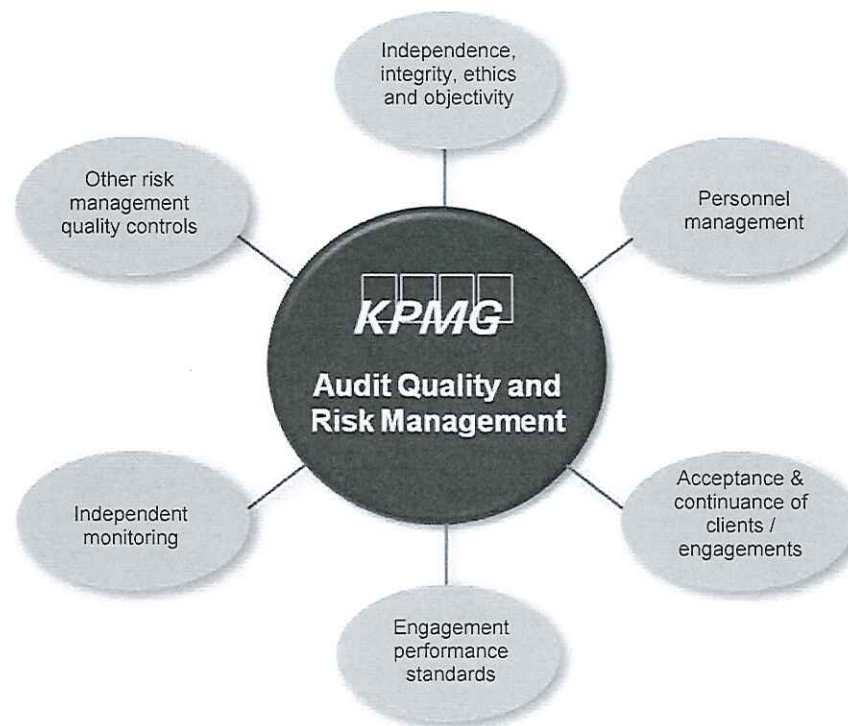 Independence,
integrity, ethics
and objectivity
Other risk
management
quality controls
Personnel
management
KPMG
Audit Quality and
Risk Management
Independent
monitoring
Acceptance &
continuance of
clients /
engagements
Engagement
performance
standards